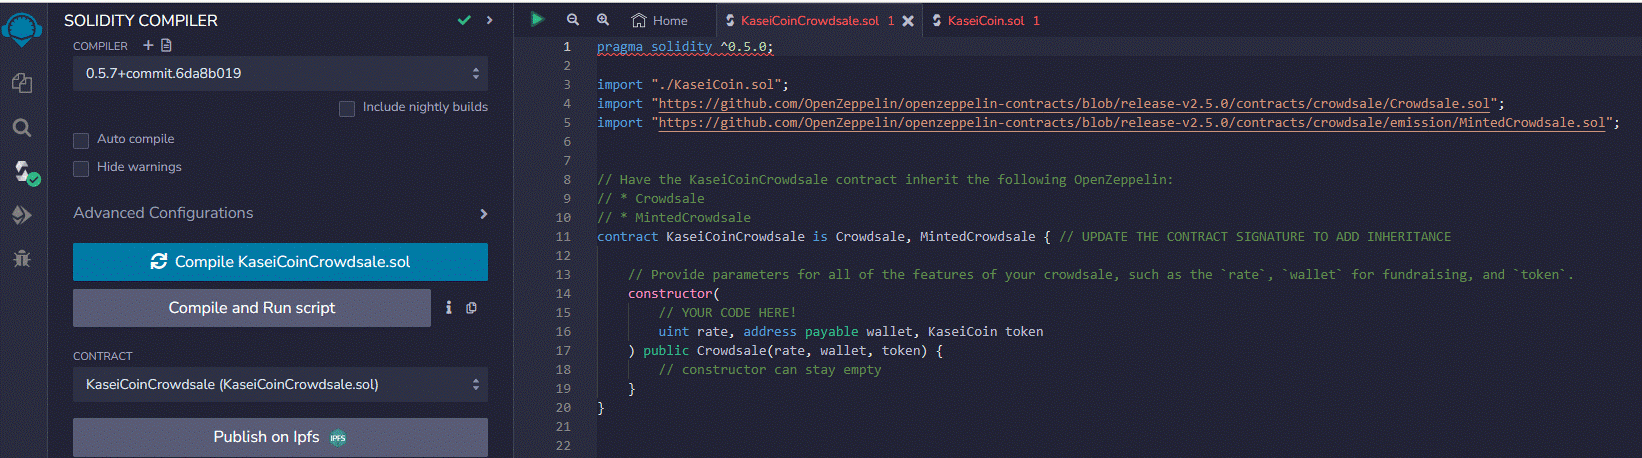 SOLIDITY COMPILER
COMPILER
0.5.7+commit.6da8b019
Include nightly builds
Auto compile
Hide warnings
Advanced Configurations
Compile KaseiCoinCrowdsale.sol
Compile and Run script
CONTRACT
KaseiCoinCrowdsale (KaseiCoinCrowdsale.sol)
Publish on Ipfs
IPFS
Home
KaseiCoinCrowdsale.sol 1
KaseiCoin.sol 1
1 pragma solidity ^0.5.0;
2
3 import "./KaseiCoin.sol";
4 import "https://github.com/OpenZeppelin/openzeppelin-contracts/blob/release-v2.5.0/contracts/crowdsale/Crowdsale.sol";
5 import "https://github.com/OpenZeppelin/openzeppelin-contracts/blob/release-v2.5.0/contracts/crowdsale/emission/MintedCrowdsale.sol";
6
7
8 // Have the KaseiCoinCrowdsale contract inherit the following OpenZeppelin:
9 // * Crowdsale
10 // * MintedCrowdsale
11 contract KaseiCoinCrowdsale is Crowdsale, MintedCrowdsale { // UPDATE THE CONTRACT SIGNATURE TO ADD INHERITANCE
12
13 // Provide parameters for all of the features of your crowdsale, such as the `rate`, `wallet` for fundraising, and `token`.
14 constructor(
15 // YOUR CODE HERE!
16 uint rate, address payable wallet, KaseiCoin token
17 ) public Crowdsale(rate, wallet, token) {
18 // constructor can stay empty
19 }
20 }
21
22